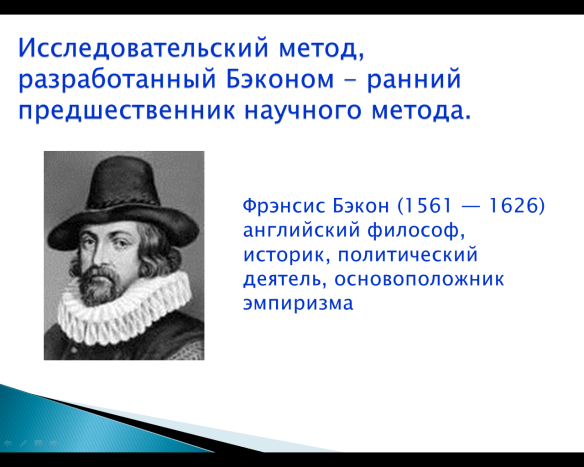 Исследовательский метод,
разработанный Бэконом – ранний
предшественник научного метода.
Фрэнсис Бэкон (1561 — 1626)
английский философ,
историк, политический
деятель, основоположник
эмпиризма